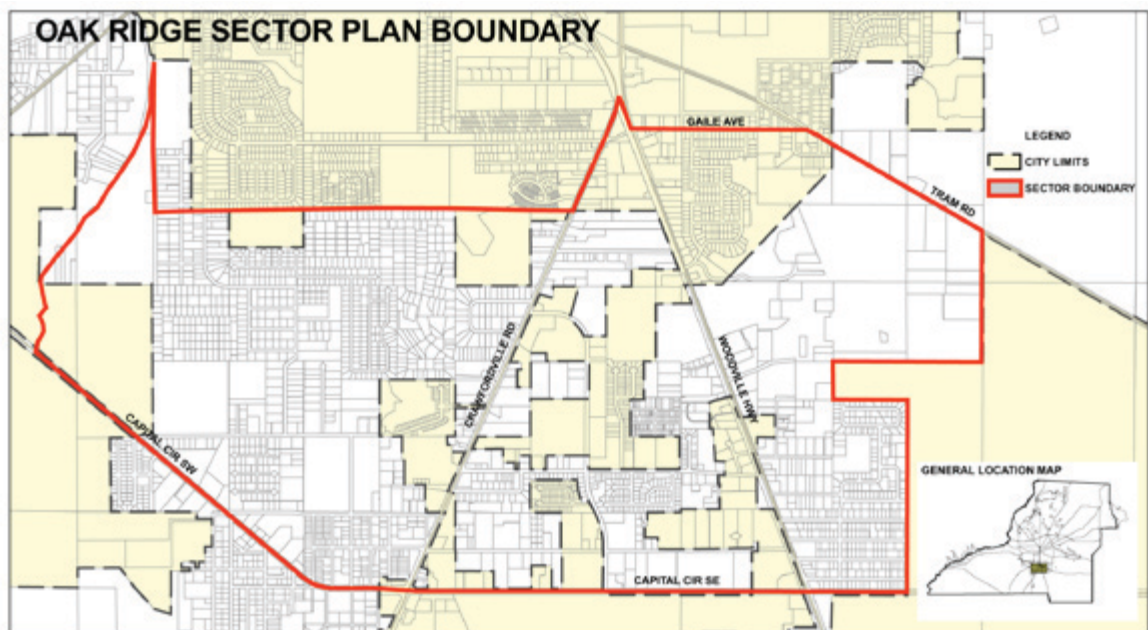 OAK RIDGE SECTOR PLAN BOUNDARY
GAILE AVE
LEGEND
CITY LIMITS
SECTOR BOUNDARY
TRAM RD
CRAWFORDVILLE RD
WOODVILLE HWY
CAPITAL CIR SW
GENERAL LOCATION MAP
CAPITAL CIR SE